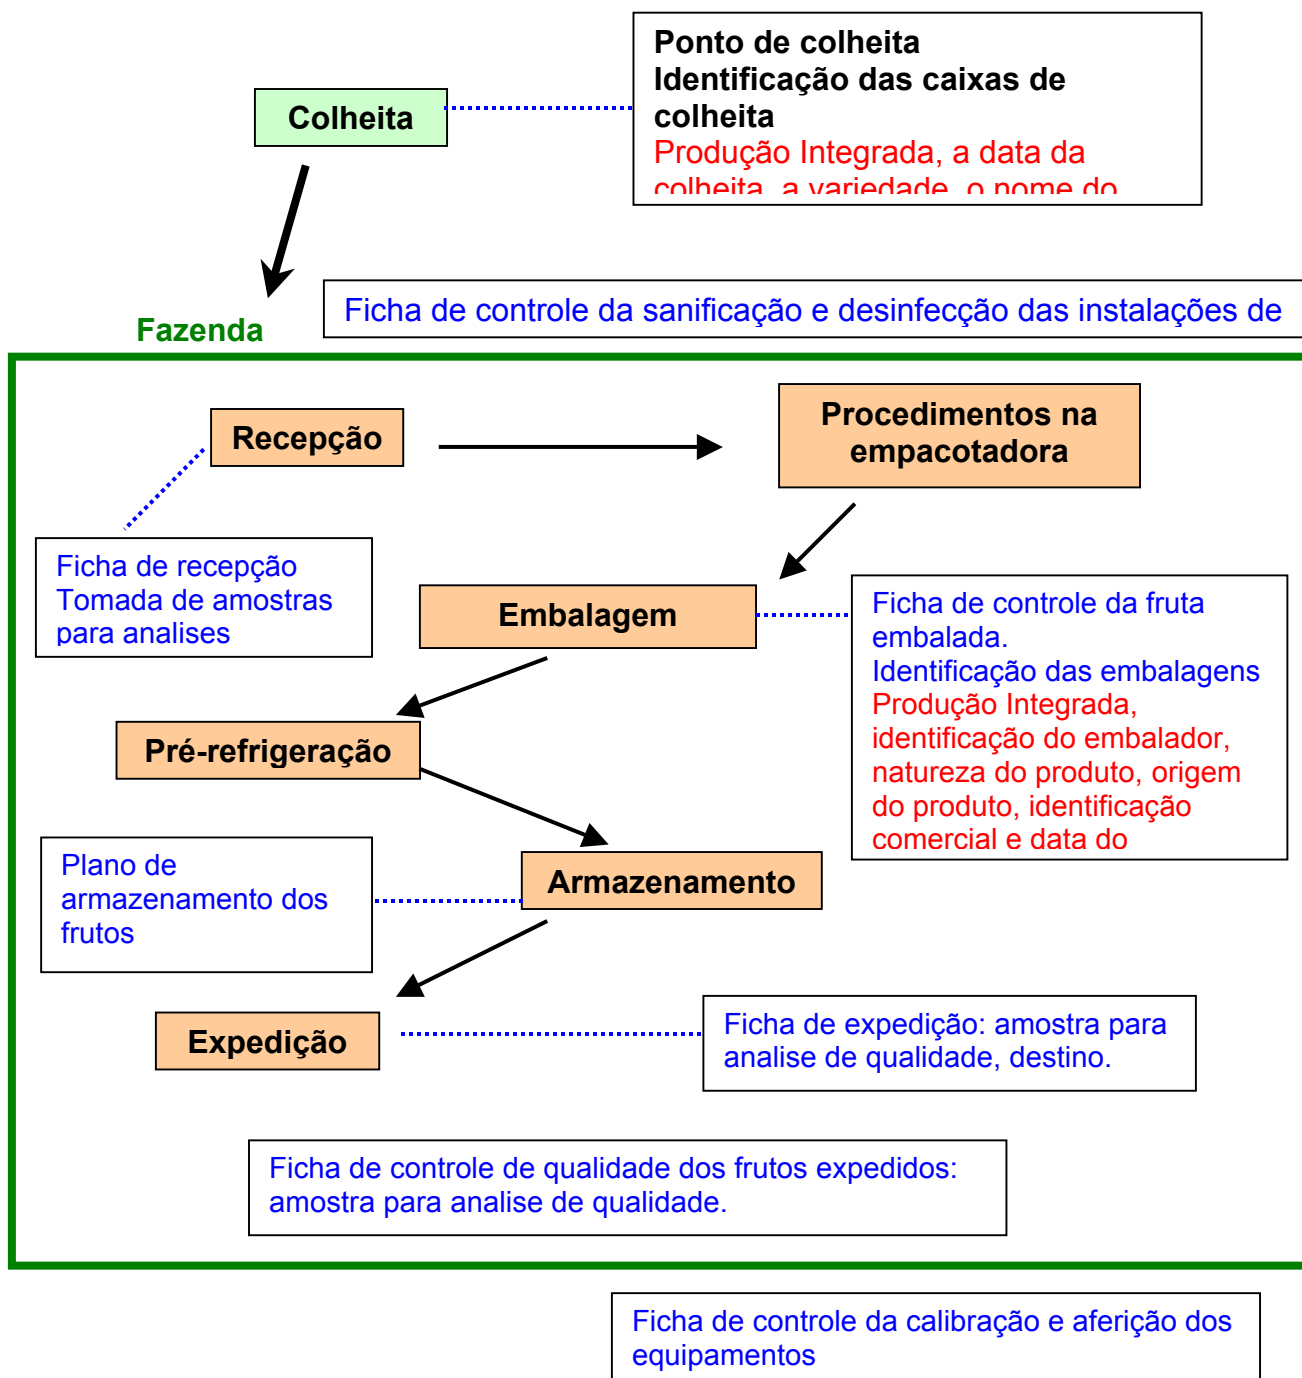 Ponto de colheita
Identificação das caixas de
colheita
Produção Integrada, a data da
colheita, a variedade, o nome do
Colheita
Ficha de controle da sanificação e desinfecção das instalações de
Fazenda
Recepção
Procedimentos na
empacotadora
Ficha de recepção
Tomada de amostras
para analises
Embalagem
Ficha de controle da fruta
embalada.
Identificação das embalagens
Produção Integrada,
identificação do embalador,
natureza do produto, origem
do produto, identificação
comercial e data do
Pré-refrigeração
Plano de
armazenamento dos
frutos
Armazenamento
Expedição
Ficha de expedição: amostra para
analise de qualidade, destino.
Ficha de controle de qualidade dos frutos expedidos:
amostra para analise de qualidade.
Ficha de controle da calibração e aferição dos
equipamentos